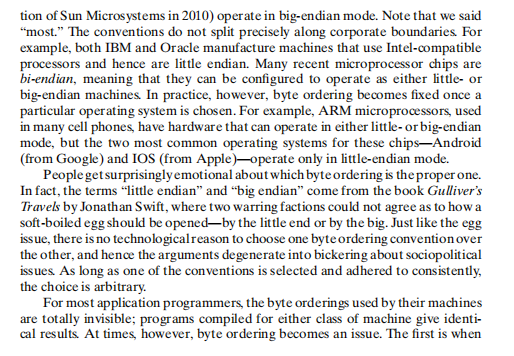 tion of Sun Microsystems in 2010) operate in big-endian mode. Note that we said
“most.” The conventions do not split precisely along corporate boundaries. For
example, both IBM and Oracle manufacture machines that use Intel-compatible
processors and hence are little endian. Many recent microprocessor chips are
bi-endian, meaning that they can be configured to operate as either little- or
big-endian machines. In practice, however, byte ordering becomes fixed once a
particular operating system is chosen. For example, ARM microprocessors, used
in many cell phones, have hardware that can operate in either little- or big-endian
mode, but the two most common operating systems for these chips—Android
(from Google) and IOS (from Apple)—operate only in little-endian mode.
People get surprisingly emotional about which byte ordering is the proper one.
In fact, the terms “little endian” and “big endian” come from the book Gulliver’s
Travels by Jonathan Swift, where two warring factions could not agree as to how a
soft-boiled egg should be opened—by the little end or by the big. Just like the egg
issue, there is no technological reason to choose one byte ordering convention over
the other, and hence the arguments degenerate into bickering about sociopolitical
issues. As long as one of the conventions is selected and adhered to consistently,
the choice is arbitrary.
For most application programmers, the byte orderings used by their machines
are totally invisible; programs compiled for either class of machine give identi-
cal results. At times, however, byte ordering becomes an issue. The first is when